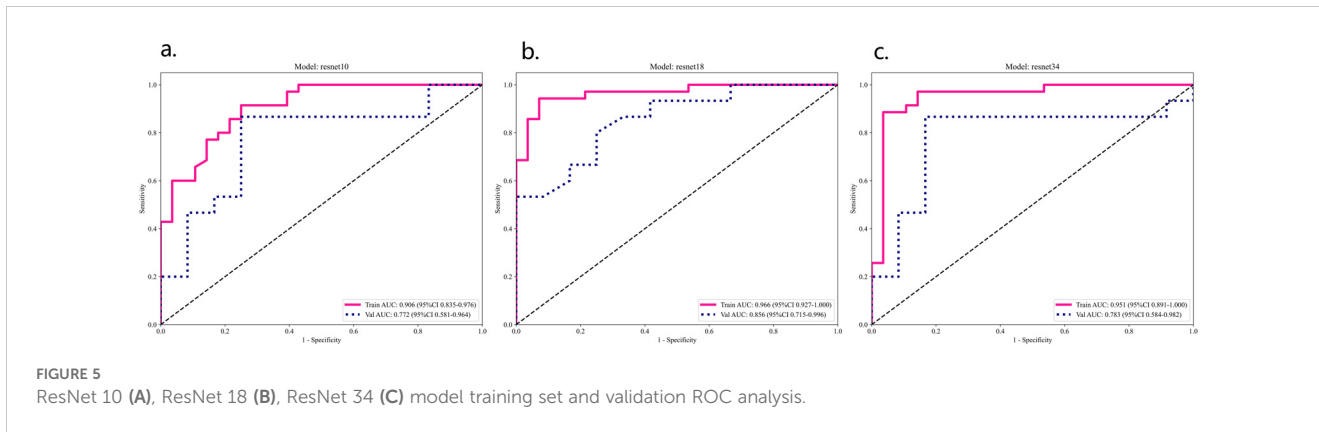 a.
Model: resnet10
1.0
0.8
0.6
0.4
0.2
0.0
Sensitivity
0.0 0.2 0.4 0.6 0.8 1.0
1 - Specificity
Train AUC: 0.906 (95%CI 0.835-0.976)
Val AUC: 0.772 (95%CI 0.581-0.964)
b.
Model: resnet18
1.0
0.8
0.6
0.4
0.2
0.0
Sensitivity
0.0 0.2 0.4 0.6 0.8 1.0
1 - Specificity
Train AUC: 0.966 (95%CI 0.927-1.000)
Val AUC: 0.856 (95%CI 0.715-0.996)
c.
Model: resnet34
1.0
0.8
0.6
0.4
0.2
0.0
Sensitivity
0.0 0.2 0.4 0.6 0.8 1.0
1 - Specificity
Train AUC: 0.951 (95%CI 0.891-1.000)
Val AUC: 0.783 (95%CI 0.584-0.982)
FIGURE 5
ResNet 10 (A), ResNet 18 (B), ResNet 34 (C) model training set and validation ROC analysis.